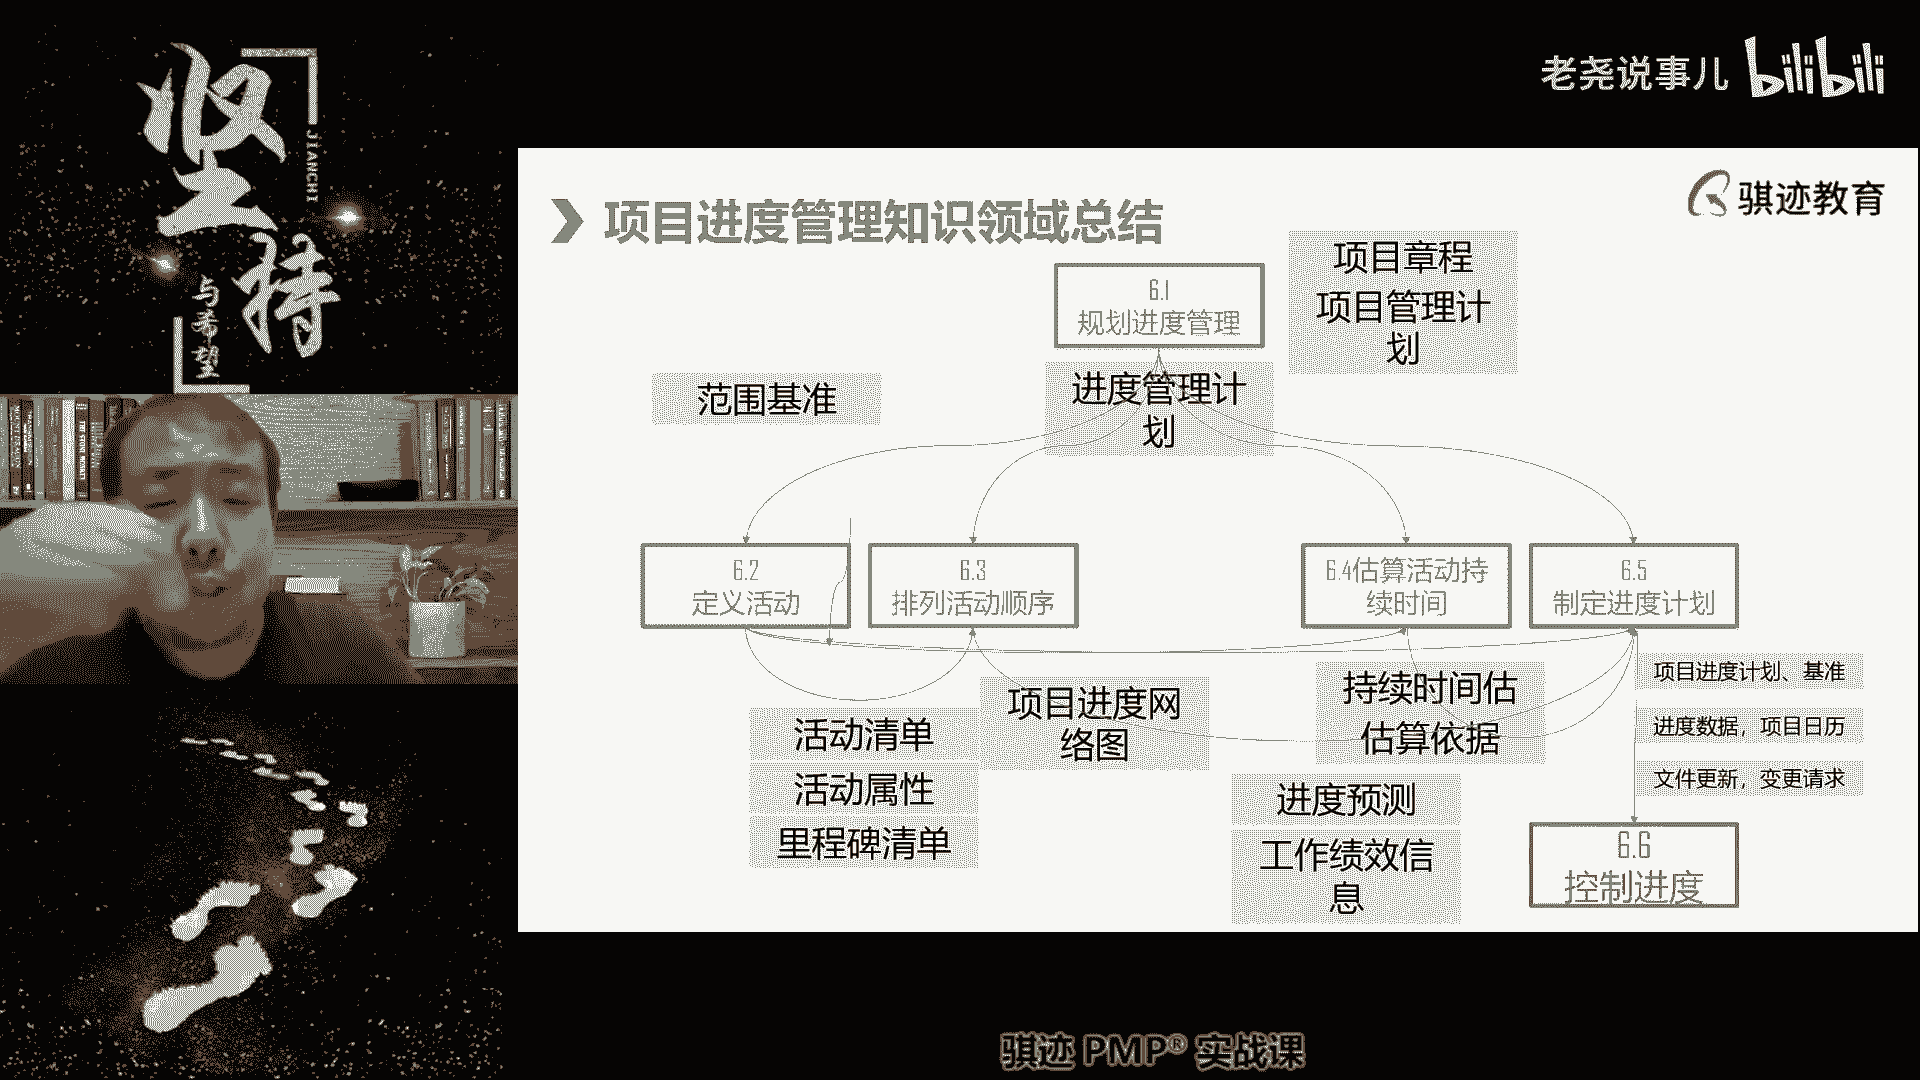 坚
持
JIANCHI
与希望
老尧说事儿 bilibili
骐迹教育
项目进度管理知识领域总结
6.1
规划进度管理
项目章程
项目管理计
划
范围基准
进度管理计
划
6.2
定义活动
6.3
排列活动顺序
6.4估算活动持
续时间
6.5
制定进度计划
活动清单
活动属性
里程碑清单
项目进度网
络图
持续时间估
估算依据
进度预测
工作绩效信
息
项目进度计划、基准
进度数据，项目日历
文件更新，变更请求
6.6
控制进度
骐迹 PMP® 实战课